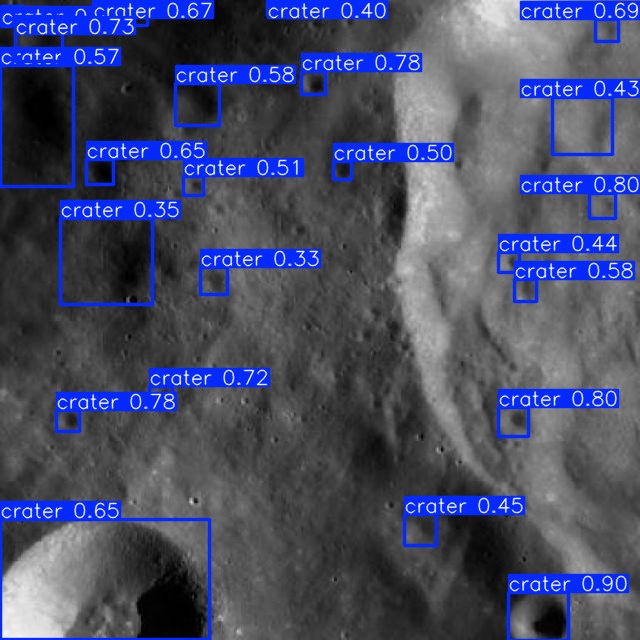 crater 0.67
crater 0.40
crater 0.69
crater 0.73
crater 0.57
crater 0.78
crater 0.58
crater 0.43
crater 0.65
crater 0.50
crater 0.51
crater 0.80
crater 0.35
crater 0.44
crater 0.33
crater 0.58
crater 0.72
crater 0.78
crater 0.80
crater 0.65
crater 0.45
crater 0.90